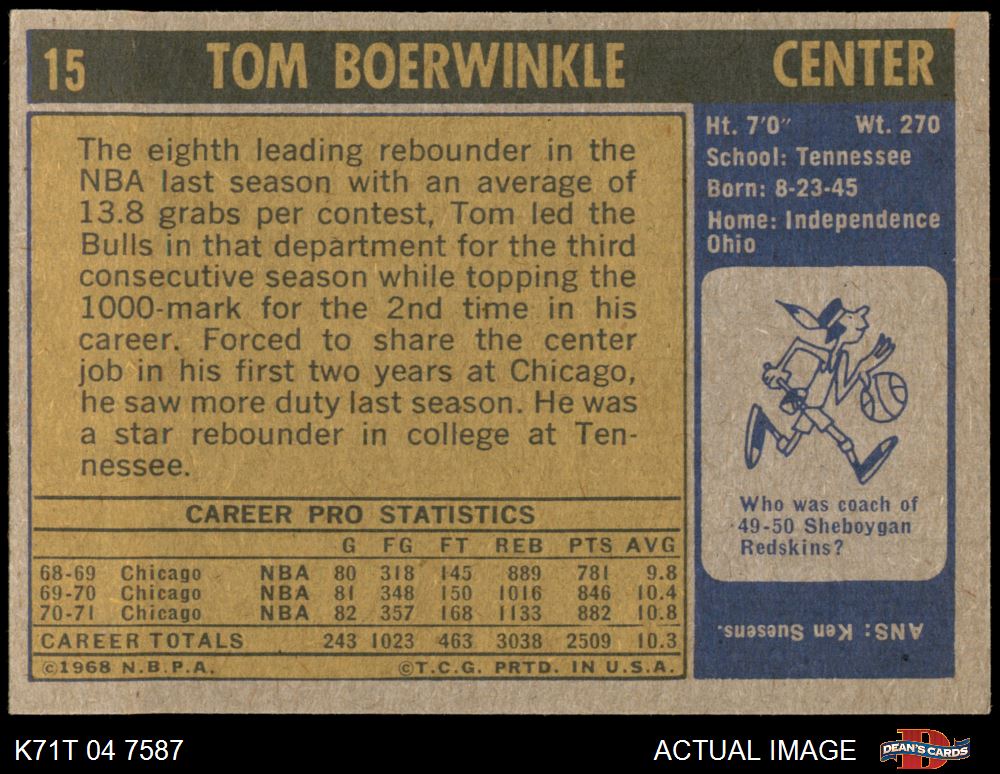 15 TOM BOERWINKLE CENTER
The eighth leading rebounder in the
NBA last season with an average of
13.8 grabs per contest, Tom led the
Bulls in that department for the third
consecutive season while topping the
1000-mark for the 2nd time in his
career. Forced to share the center
job in his first two years at Chicago,
he saw more duty last season. He was
a star rebounder in college at Ten-
nessee.
CAREER PRO STATISTICS
G FG FT REB PTS AVG
68-69 Chicago NBA 80 318 145 889 781 9.8
69-70 Chicago NBA 81 348 150 1016 846 10.4
70-71 Chicago NBA 82 357 168 1133 882 10.8
CAREER TOTALS 243 1023 463 3038 2509 10.3
©1968 N.B.P.A. ©T.C.G. PRTD. IN U.S.A.
Ht. 7'0" Wt. 270
School: Tennessee
Born: 8-23-45
Home: Independence
Ohio
Who was coach of
49-50 Sheboygan
Redskins?
ANS: Ken Suesens.
K71T 04 7587 ACTUAL IMAGE DEAN'S CARDS